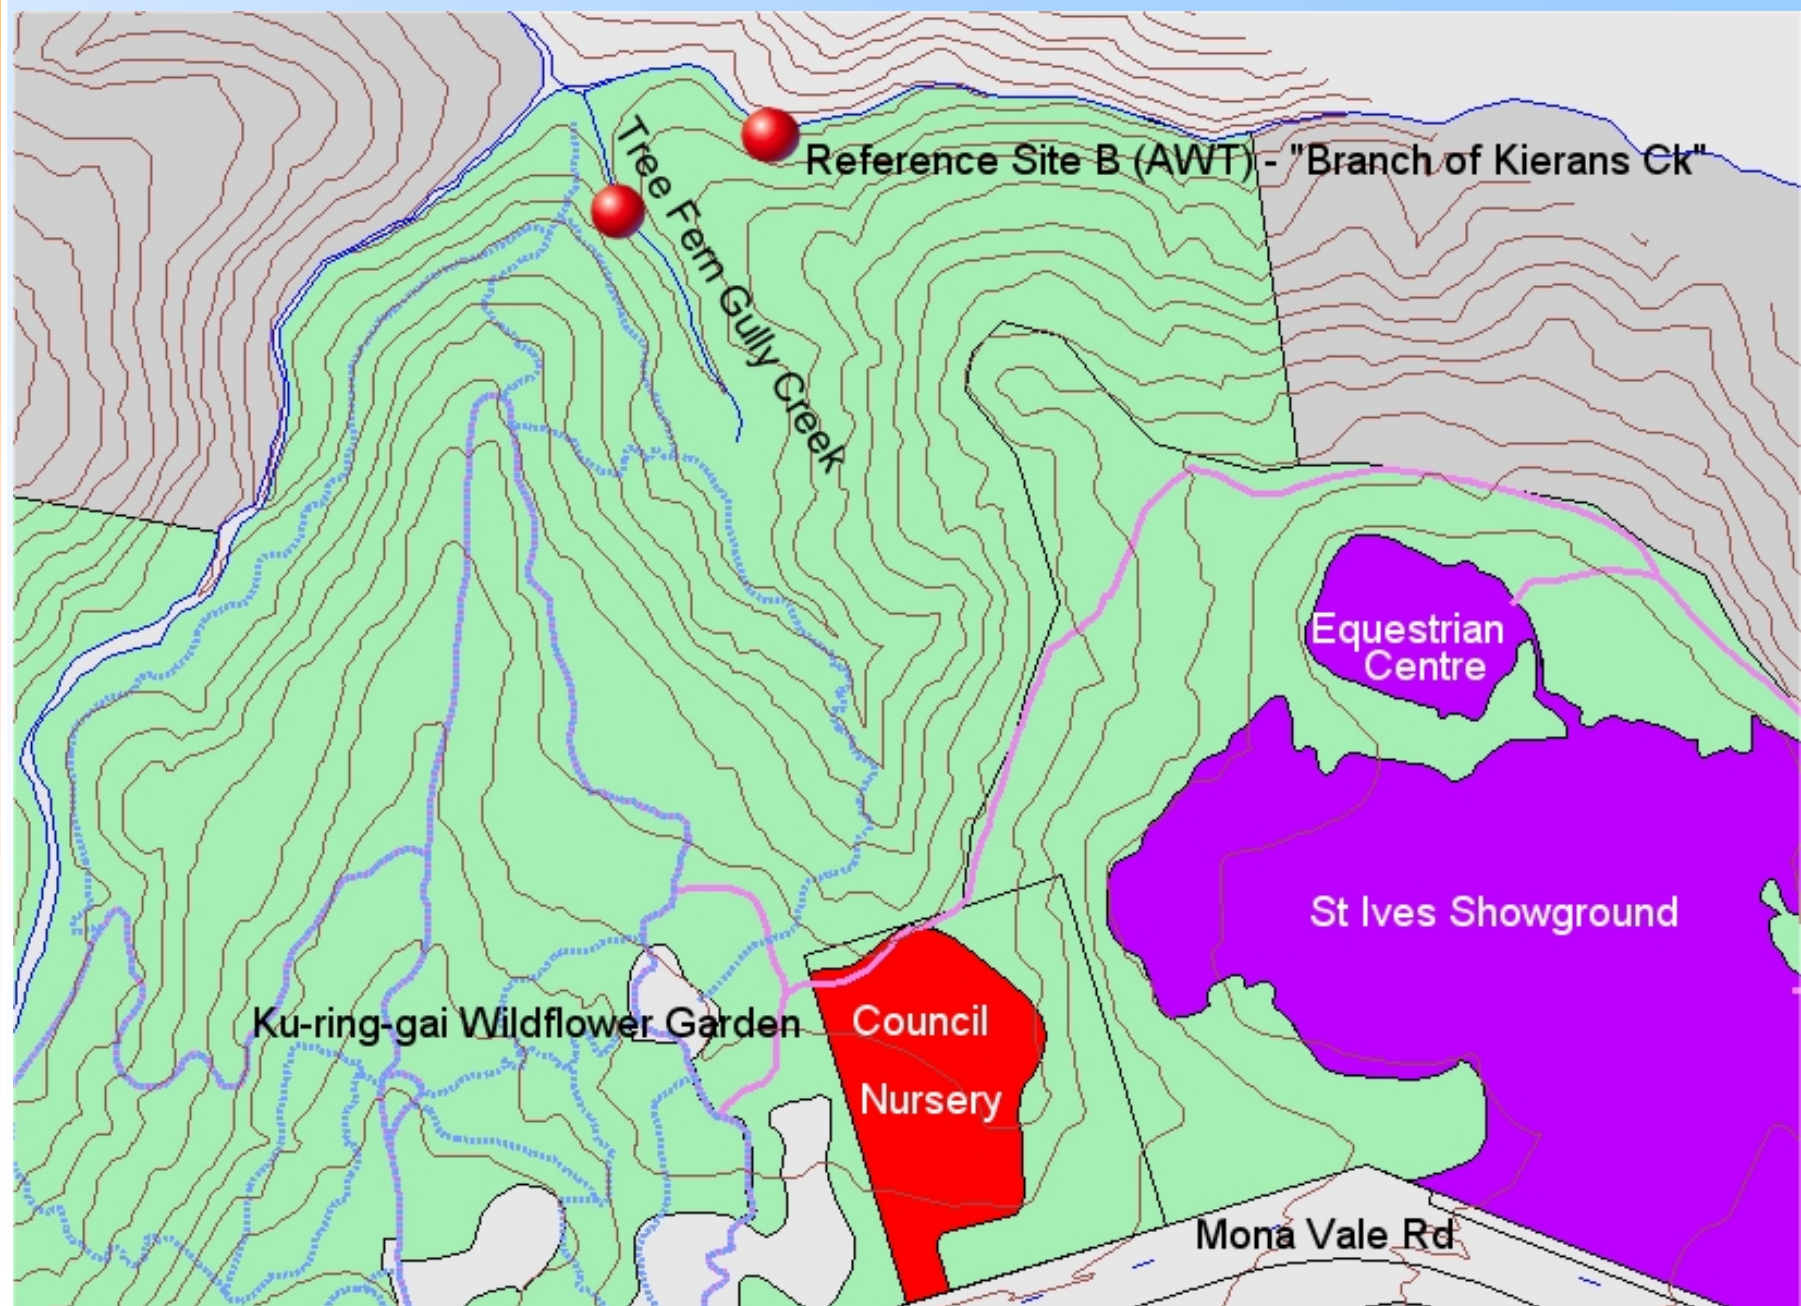 Tree Fern Gully Creek
Reference Site B (AWT) - "Branch of Kierans Ck"
Equestrian
Centre
St Ives Showground
Ku-ring-gai Wildflower Garden
Council
Nursery
Mona Vale Rd